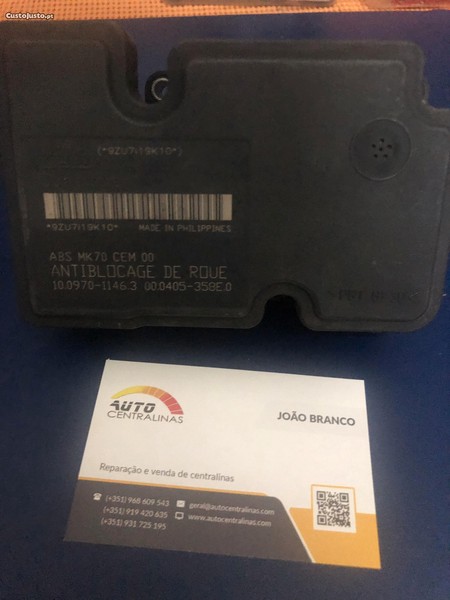 CustoJusto.pt
(*9ZU7I19K10*)
*9ZU7I19K10* MADE IN PHILIPPINES
ABS MK70 CEM 00
ANTIBLOCAGE DE ROUE
10.0970-1146.3 00.0405-358E.0
AUTO
CENTRALINAS
JOÃO BRANCO
Reparação e venda de centralinas
(+351) 968 609 543
(+351) 919 420 635
(+351) 931 725 195
geral@autocentralinas.com
www.autocentralinas.com